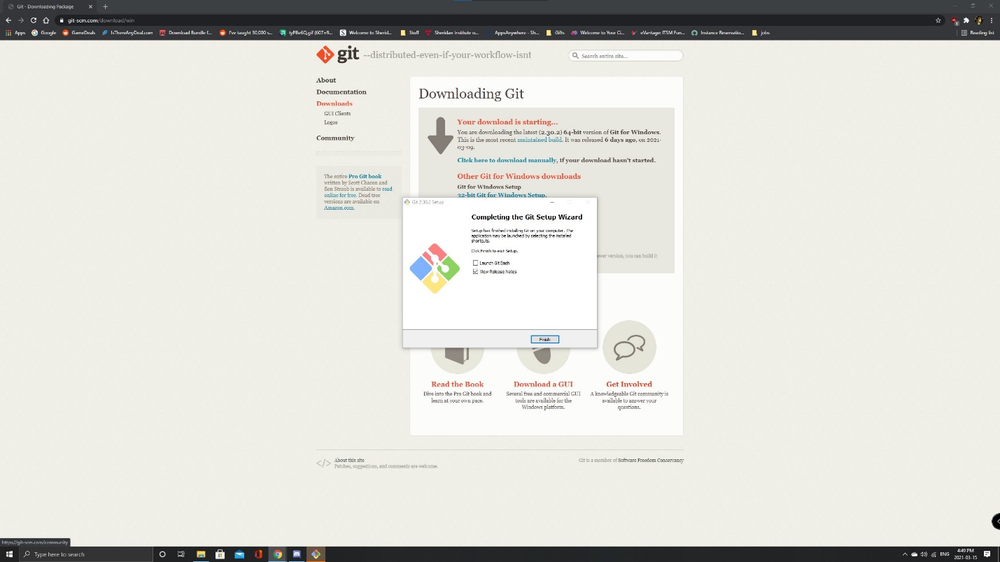 Git - Downloading Package
git-scm.com/download/win
Apps
Google
GameDeals
IsThereAnyDeal.com
Download Bundle f...
I've taught 30,000 s...
tyPBe6Q.gif (607×9...
Welcome to Sherid...
Stuff
Sheridan Institute o...
AppsAnywhere - Sh...
Gifts
Welcome to Your Ci...
eVantage: ITSM Fun...
Instance Reservatio...
jobs
Reading list
git --distributed-even-if-your-workflow-isnt
Search entire site...
About
Documentation
Downloads
GUI Clients
Logos
Community
The entire Pro Git book
written by Scott Chacon and
Ben Straub is available to read
online for free. Dead tree
versions are available on
Amazon.com.
Downloading Git
Your download is starting...
You are downloading the latest (2.30.2) 64-bit version of Git for Windows.
This is the most recent maintained build. It was released 6 days ago, on 2021-
03-09.
Click here to download manually, if your download hasn't started.
Other Git for Windows downloads
Git for Windows Setup
32-bit Git for Windows Setup.
newer version, you can build it
Git 2.30.2 Setup
Completing the Git Setup Wizard
Setup has finished installing Git on your computer. The
application may be launched by selecting the installed
shortcuts.
Click Finish to exit Setup.
Launch Git Bash
View Release Notes
Finish
Read the Book
Dive into the Pro Git book and
learn at your own pace.
Download a GUI
Several free and commercial GUI
tools are available for the
Windows platform.
Get Involved
A knowledgeable Git community is
available to answer your
questions.
</>
About this site
Patches, suggestions, and comments are welcome.
Git is a member of Software Freedom Conservancy
https://git-scm.com/community
Type here to search
ENG
4:49 PM
2021-03-15